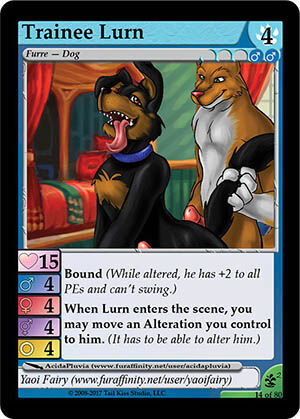 Trainee Lurn
4
Furre — Dog
15
Bound (While altered, he has +2 to all
4
PEs and can't swing.)
4
When Lurn enters the scene, you
may move an Alteration you control
4
to him. (It has to be able to alter him.)
4
AcidaPluvia (www.furaffinity.net/user/acidapluvia)
Yaoi Fairy (www.furaffinity.net/user/yaoifairy)
© 2008-2017 Tail Kiss Studio, LLC
14 of 80